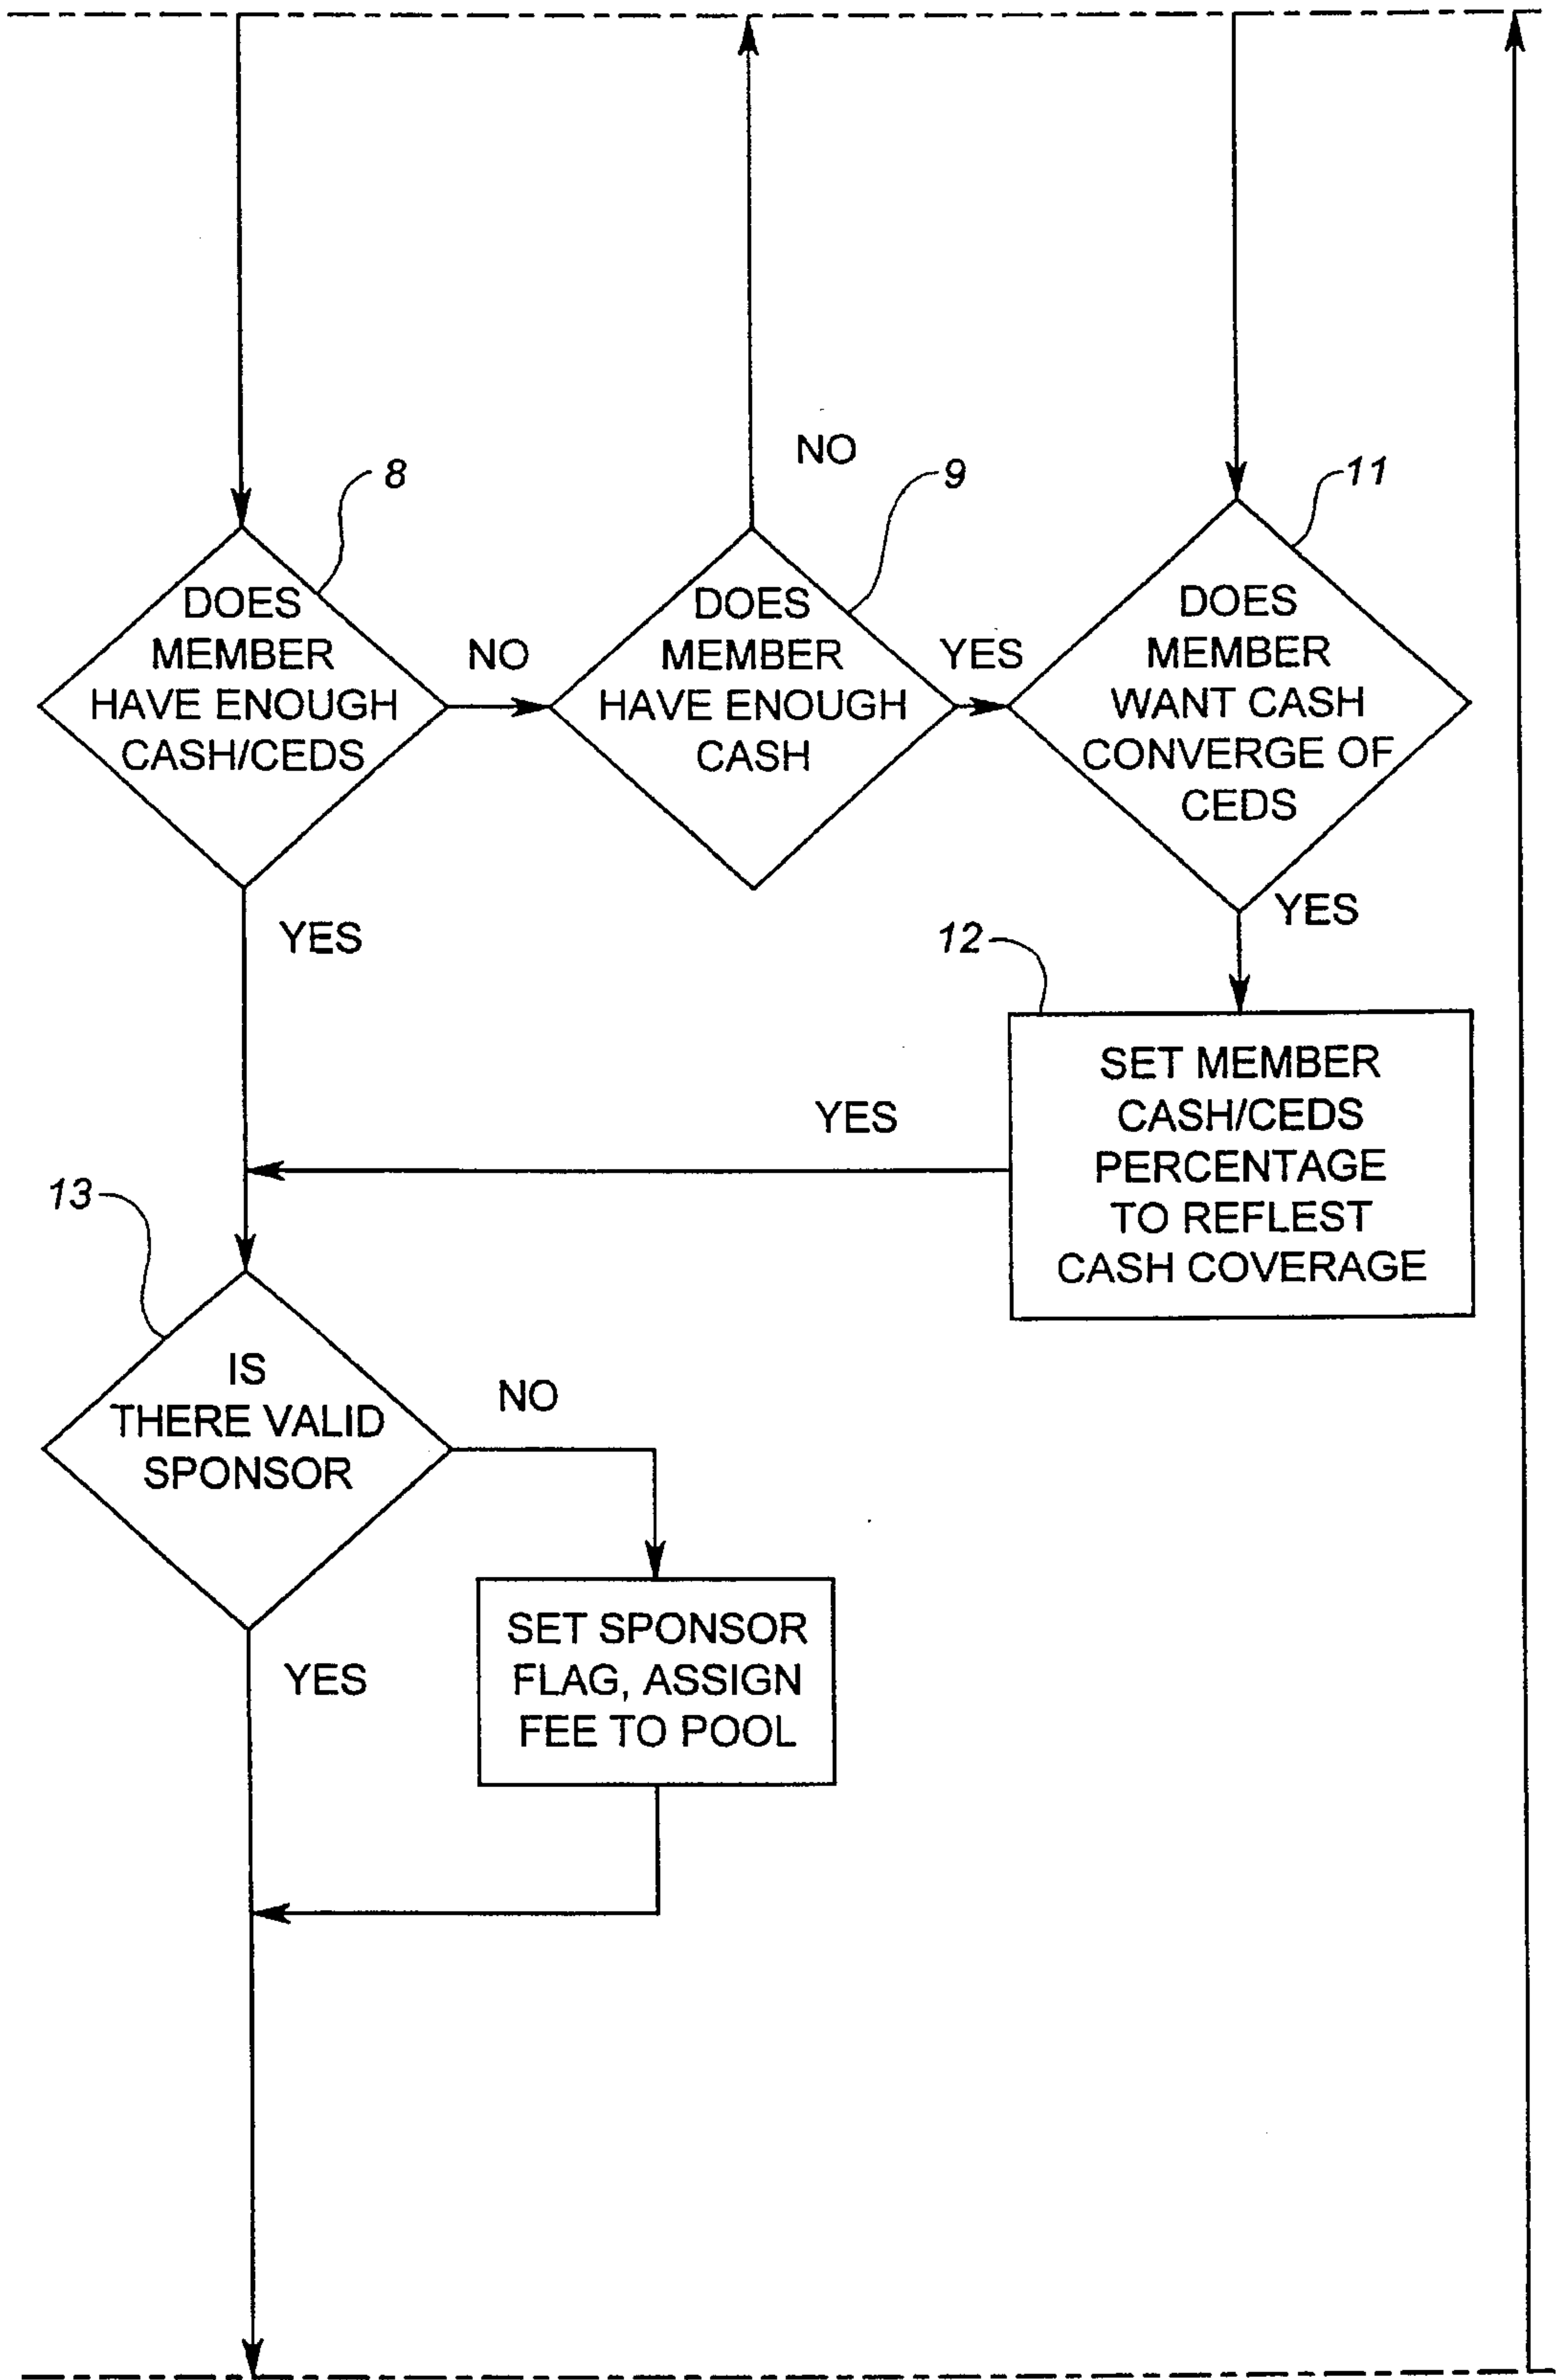 NO
8
9
11
DOES
MEMBER
HAVE ENOUGH
CASH/CEDS
NO
DOES
MEMBER
HAVE ENOUGH
CASH
YES
DOES
MEMBER
WANT CASH
CONVERGE OF
CEDS
YES
YES
12
SET MEMBER
CASH/CEDS
PERCENTAGE
TO REFLEST
CASH COVERAGE
YES
13
IS
THERE VALID
SPONSOR
NO
YES
SET SPONSOR
FLAG, ASSIGN
FEE TO POOL